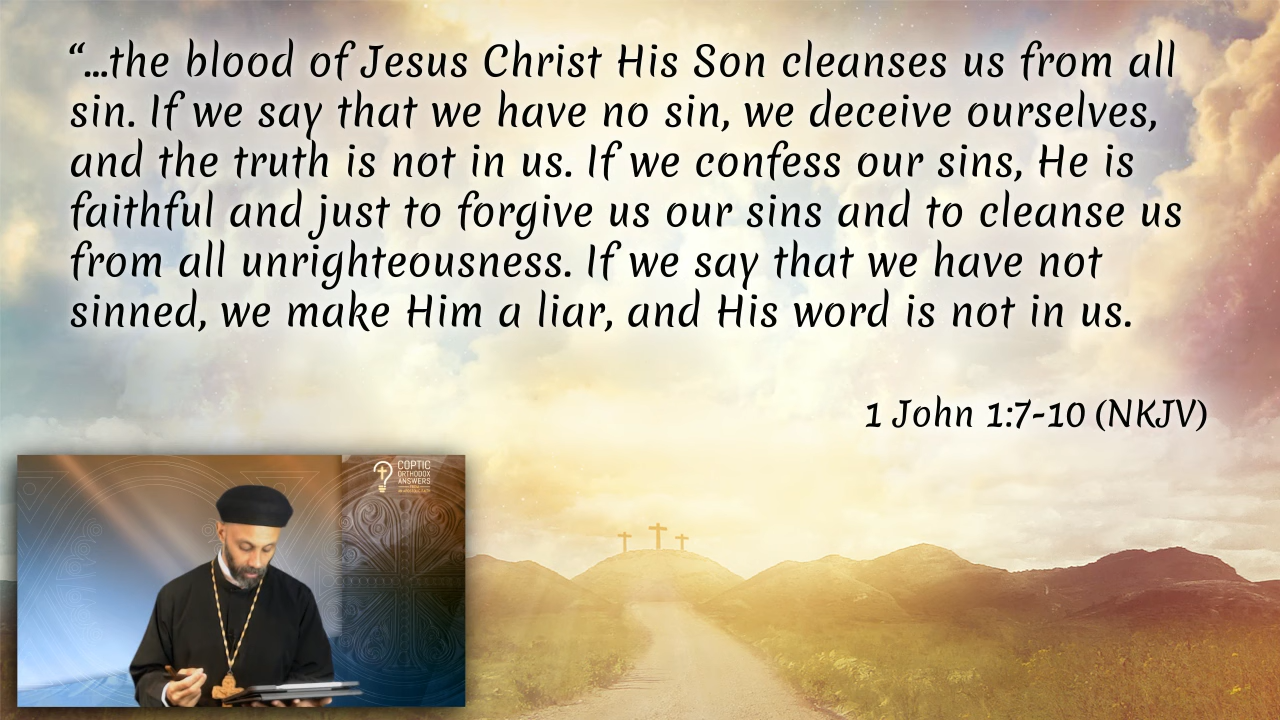 “...the blood of Jesus Christ His Son cleanses us from all
sin. If we say that we have no sin, we deceive ourselves,
and the truth is not in us. If we confess our sins, He is
faithful and just to forgive us our sins and to cleanse us
from all unrighteousness. If we say that we have not
sinned, we make Him a liar, and His word is not in us.
1 John 1:7-10 (NKJV)
COPTIC
ORTHODOX
ANSWERS